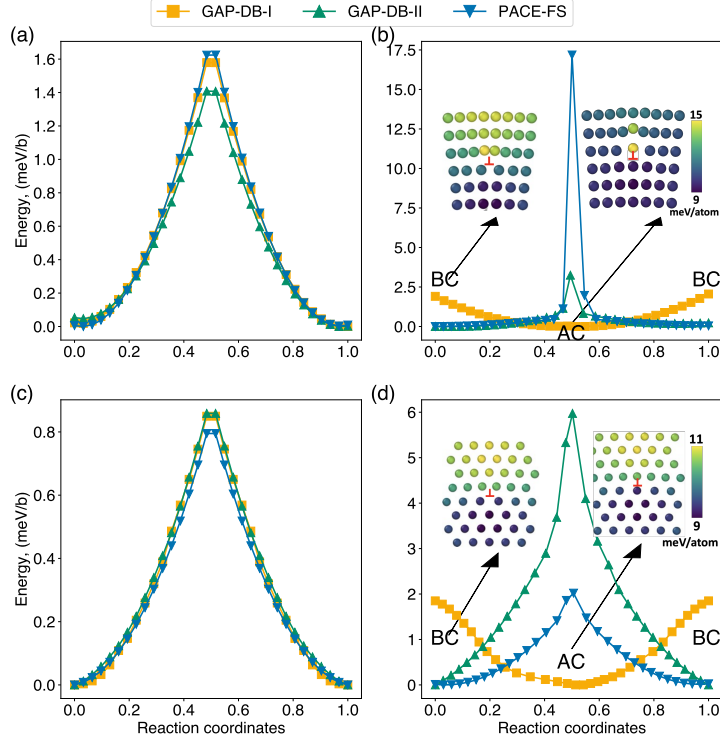 GAP-DB-I GAP-DB-II PACE-FS
(a) (b)
Energy, (meV/b)
1.6
1.4
1.2
1.0
0.8
0.6
0.4
0.2
0.0
0.0 0.2 0.4 0.6 0.8 1.0
17.5
15.0
12.5
10.0
7.5
5.0
2.5
0.0
0.0 0.2 0.4 0.6 0.8 1.0
15
9
meV/atom
BC
AC
BC
(c) (d)
Energy, (meV/b)
0.8
0.6
0.4
0.2
0.0
0.0 0.2 0.4 0.6 0.8 1.0
Reaction coordinates
6
5
4
3
2
1
0
0.0 0.2 0.4 0.6 0.8 1.0
Reaction coordinates
11
9
meV/atom
BC
AC
BC